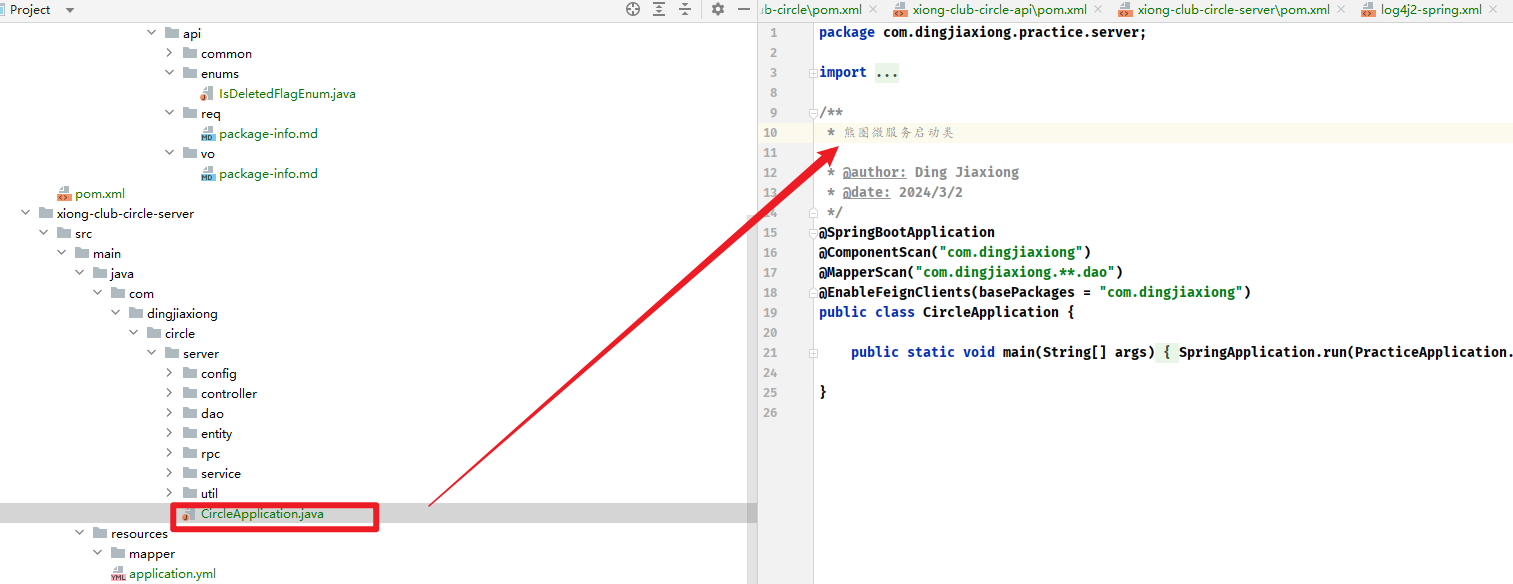 Project
api
common
enums
IsDeletedFlagEnum.java
req
package-info.md
vo
package-info.md
pom.xml
xiong-club-circle-server
src
main
java
com
dingjiaxiong
circle
server
config
controller
dao
entity
rpc
service
util
CircleApplication.java
resources
mapper
application.yml
ub-circle\pom.xml
xiong-club-circle-api\pom.xml
xiong-club-circle-server\pom.xml
log4j2-spring.xml
1 package com.dingjiaxiong.practice.server;
2
3 import ...
8
9 /**
10 * 熊图微服务启动类
11
12 * @author: Ding Jiaxiong
13 * @date: 2024/3/2
14 */
15 @SpringBootApplication
16 @ComponentScan("com.dingjiaxiong")
17 @MapperScan("com.dingjiaxiong.**.dao")
18 @EnableFeignClients(basePackages = "com.dingjiaxiong")
19 public class CircleApplication {
20
21 public static void main(String[] args) { SpringApplication.run(PracticeApplication.
24
25 }
26